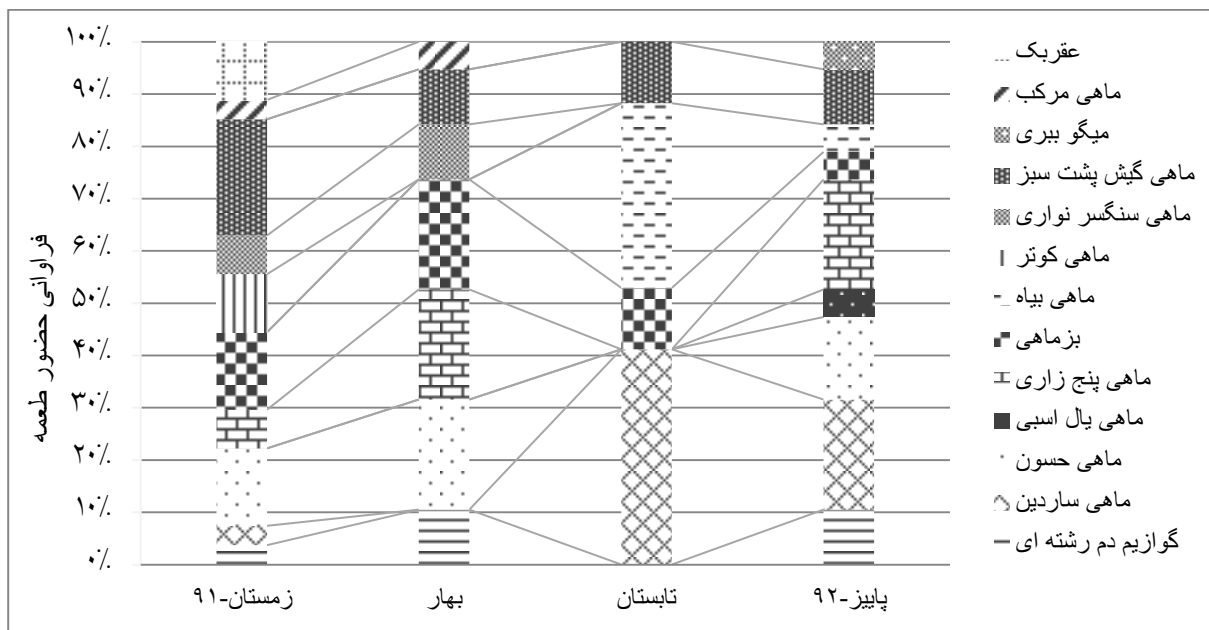 فراوانی حضور طعمه
۱۰۰٪
۹۰٪
۸۰٪
۷۰٪
۶۰٪
۵۰٪
۴۰٪
۳۰٪
۲۰٪
۱۰٪
۰٪
زمستان-۹۱
بهار
تابستان
پاییز-۹۲
عقربک
ماهی مرکب
میگو ببری
ماهی گیش پشت سبز
ماهی سنگسر نواری
ماهی کوتر
ماهی بیاه
بزماهی
ماهی پنج زاری
ماهی یال اسبی
ماهی حسون
ماهی ساردین
گوازیم دم رشته ای